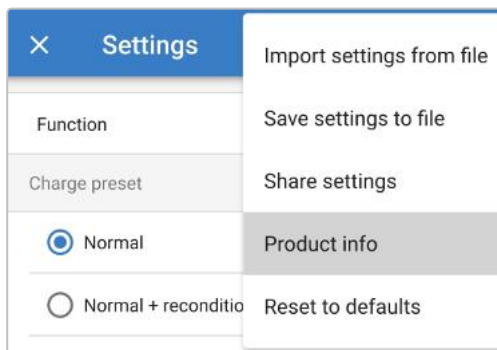 Settings
Function
Charge preset
Normal
Normal + reconditio
Import settings from file
Save settings to file
Share settings
Product info
Reset to defaults